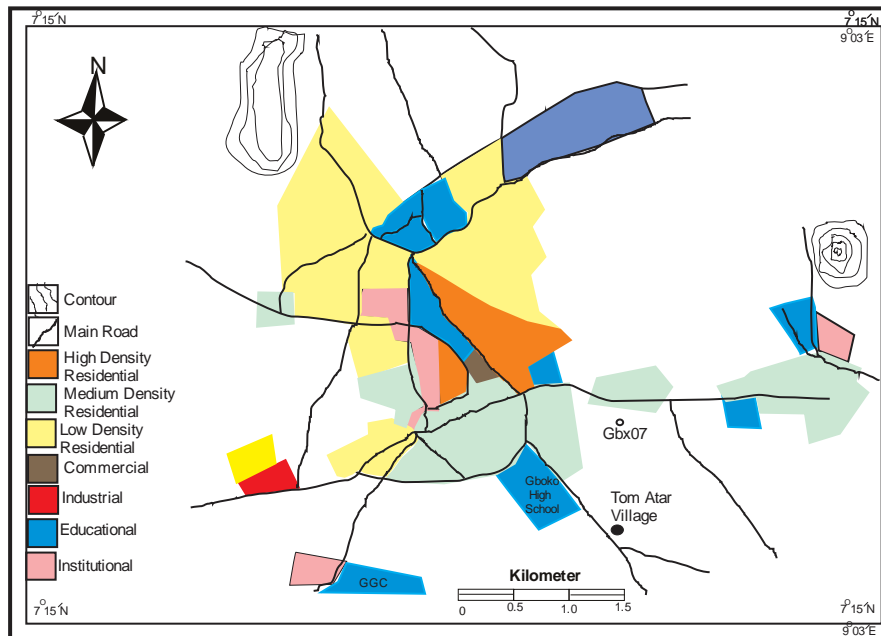 7°15′N
7°15′N
9°03′E
N
Contour
Main Road
High Density
Residential
Medium Density
Residential
Low Density
Residential
Commercial
Industrial
Educational
Institutional
Gbx07
Gboko
High
School
Tom Atar
Village
GGC
Kilometer
0 0.5 1.0 1.5
7°15′N
7°15′N
9°03′E